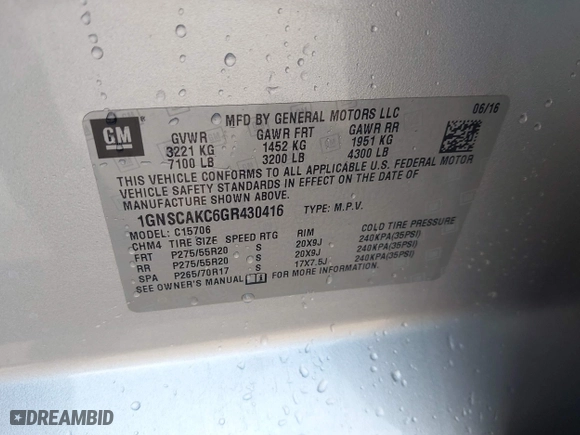 GM
MFD BY GENERAL MOTORS LLC 06/16
GVWR GAWR FRT GAWR RR
3221 KG 1452 KG 1951 KG
7100 LB 3200 LB 4300 LB
THIS VEHICLE CONFORMS TO ALL APPLICABLE U.S. FEDERAL MOTOR
VEHICLE SAFETY STANDARDS IN EFFECT ON THE DATE OF
MANUFACTURE SHOWN ABOVE.
1GNSCAKC6GR430416 TYPE: M.P.V.
MODEL: C15706
CHM4 TIRE SIZE SPEED RTG RIM COLD TIRE PRESSURE
FRT P275/55R20 S 20X9J 240KPA(35PSI)
RR P275/55R20 S 20X9J 240KPA(35PSI)
SPA P265/70R17 S 17X7.5J 240KPA(35PSI)
SEE OWNER'S MANUAL FOR MORE INFORMATION.
DREAMBID